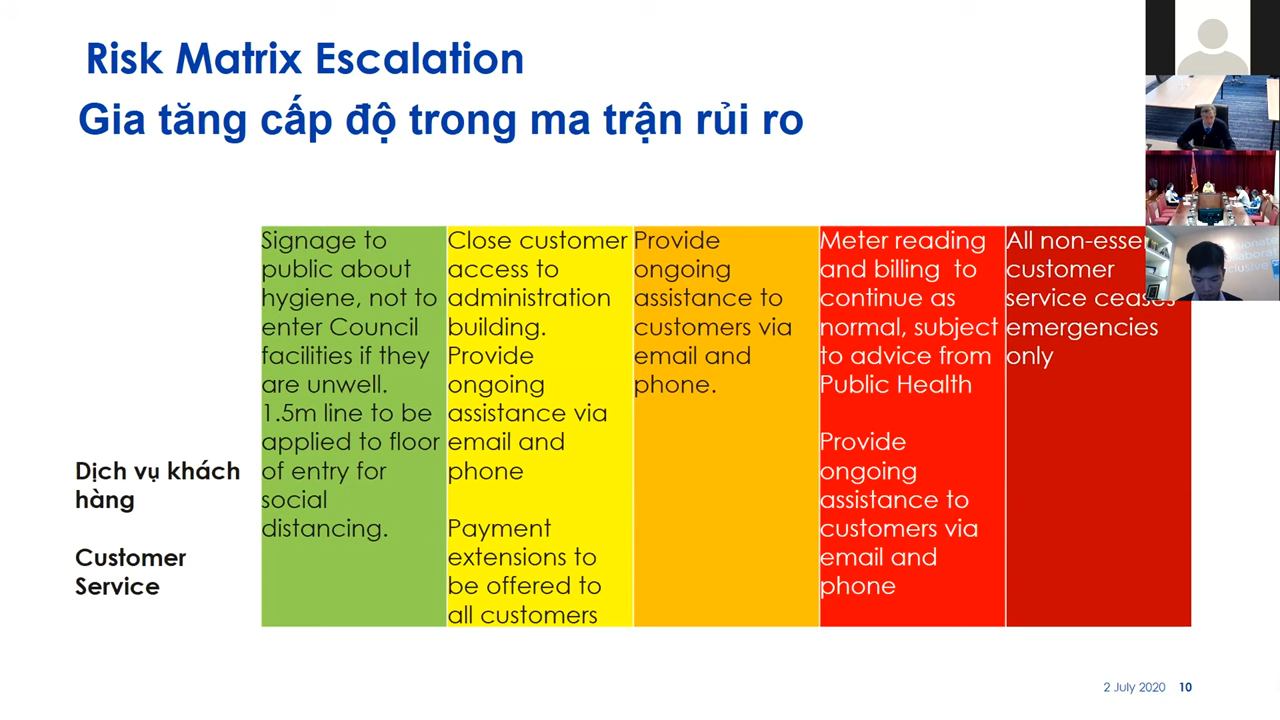 Risk Matrix Escalation
Gia tăng cấp độ trong ma trận rủi ro
Dịch vụ khách
hàng
Customer
Service
Signage to
public about
hygiene, not to
enter Council
facilities if they
are unwell.
1.5m line to be
applied to floor
of entry for
social
distancing.
Close customer
access to
administration
building.
Provide
ongoing
assistance via
email and
phone
Payment
extensions to
be offered to
all customers
Provide
ongoing
assistance to
customers via
email and
phone.
Meter reading
and billing to
continue as
normal, subject
to advice from
Public Health
Provide
ongoing
assistance to
customers via
email and
phone
All
customer
service ceases
emergencies
only
2 July 2020 10